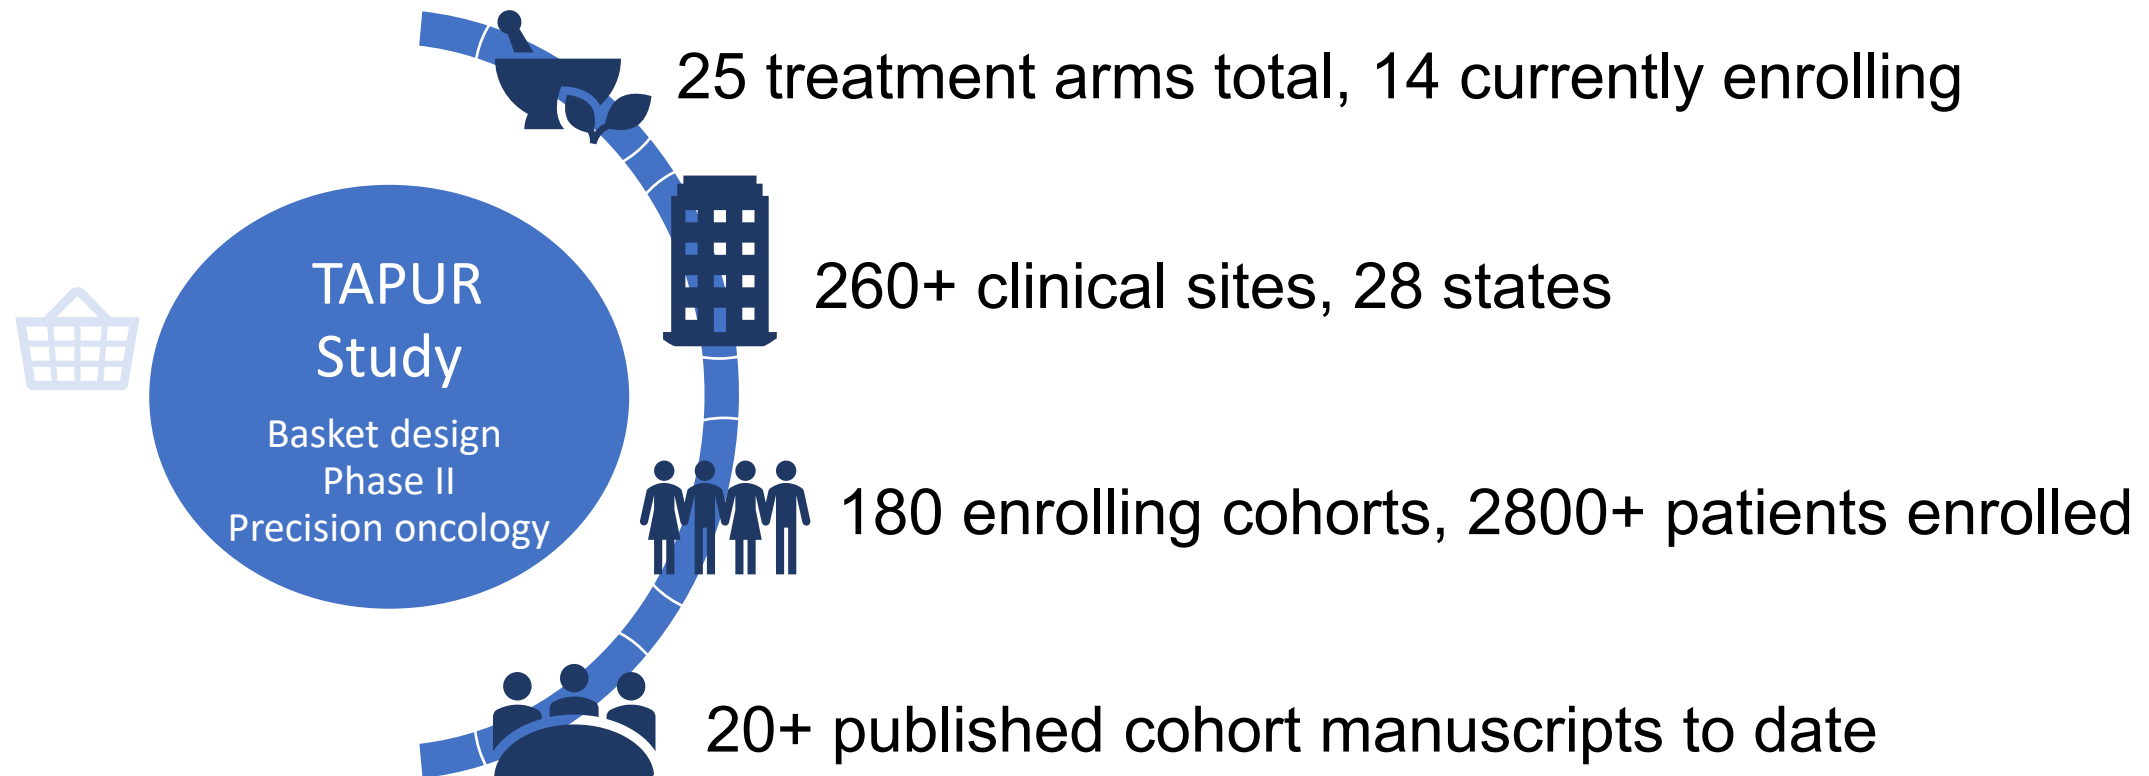 TAPUR
Study
Basket design
Phase II
Precision oncology
25 treatment arms total, 14 currently enrolling
260+ clinical sites, 28 states
180 enrolling cohorts, 2800+ patients enrolled
20+ published cohort manuscripts to date